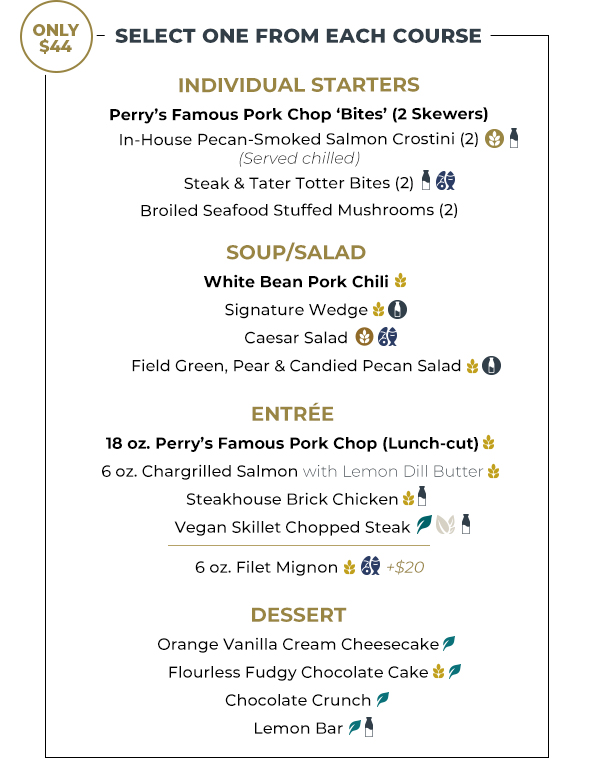 ONLY
$44
SELECT ONE FROM EACH COURSE
INDIVIDUAL STARTERS
Perry’s Famous Pork Chop ‘Bites’ (2 Skewers)
In-House Pecan-Smoked Salmon Crostini (2)
(Served chilled)
Steak & Tater Totter Bites (2)
Broiled Seafood Stuffed Mushrooms (2)
SOUP/SALAD
White Bean Pork Chili
Signature Wedge
Caesar Salad
Field Green, Pear & Candied Pecan Salad
ENTRÉE
18 oz. Perry’s Famous Pork Chop (Lunch-cut)
6 oz. Chargrilled Salmon with Lemon Dill Butter
Steakhouse Brick Chicken
Vegan Skillet Chopped Steak
6 oz. Filet Mignon +$20
DESSERT
Orange Vanilla Cream Cheesecake
Flourless Fudgy Chocolate Cake
Chocolate Crunch
Lemon Bar